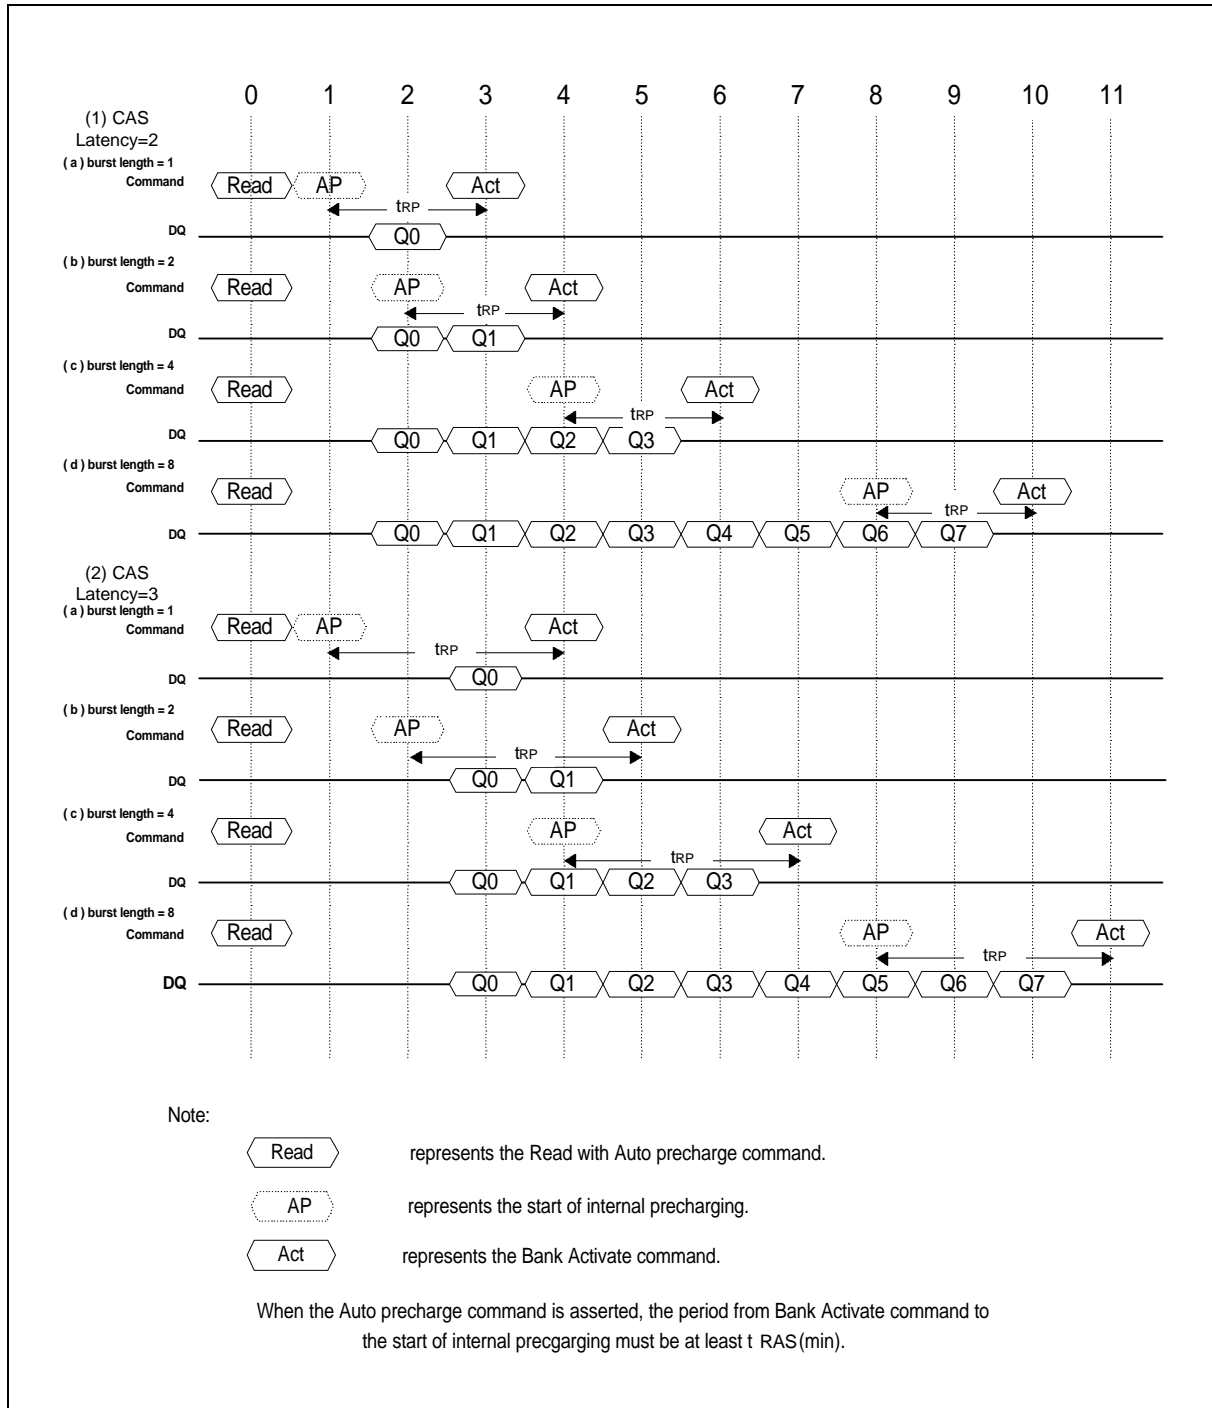 0 1 2 3 4 5 6 7 8 9 10 11
(1) CAS
Latency=2
( a ) burst length = 1
Command Read AP Act
tRP
DQ Q0
( b ) burst length = 2
Command Read AP Act
tRP
DQ Q0 Q1
( c ) burst length = 4
Command Read AP Act
tRP
DQ Q0 Q1 Q2 Q3
( d ) burst length = 8
Command Read AP Act
tRP
DQ Q0 Q1 Q2 Q3 Q4 Q5 Q6 Q7
(2) CAS
Latency=3
( a ) burst length = 1
Command Read AP Act
tRP
DQ Q0
( b ) burst length = 2
Command Read AP Act
tRP
DQ Q0 Q1
( c ) burst length = 4
Command Read AP Act
tRP
DQ Q0 Q1 Q2 Q3
( d ) burst length = 8
Command Read AP Act
tRP
DQ Q0 Q1 Q2 Q3 Q4 Q5 Q6 Q7
Note:
Read represents the Read with Auto precharge command.
AP represents the start of internal precharging.
Act represents the Bank Activate command.
When the Auto precharge command is asserted, the period from Bank Activate command to
the start of internal precgarging must be at least t RAS(min).